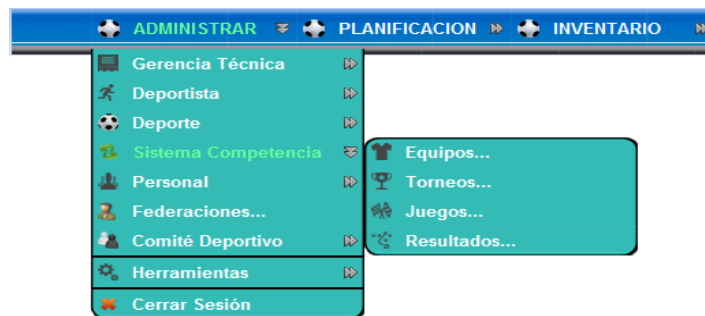 ADMINISTRAR PLANIFICACION INVENTARIO
Gerencia Técnica
Deportista
Deporte
Sistema Competencia
Equipos...
Personal
Torneos...
Federaciones...
Juegos...
Comité Deportivo
Resultados...
Herramientas
Cerrar Sesión